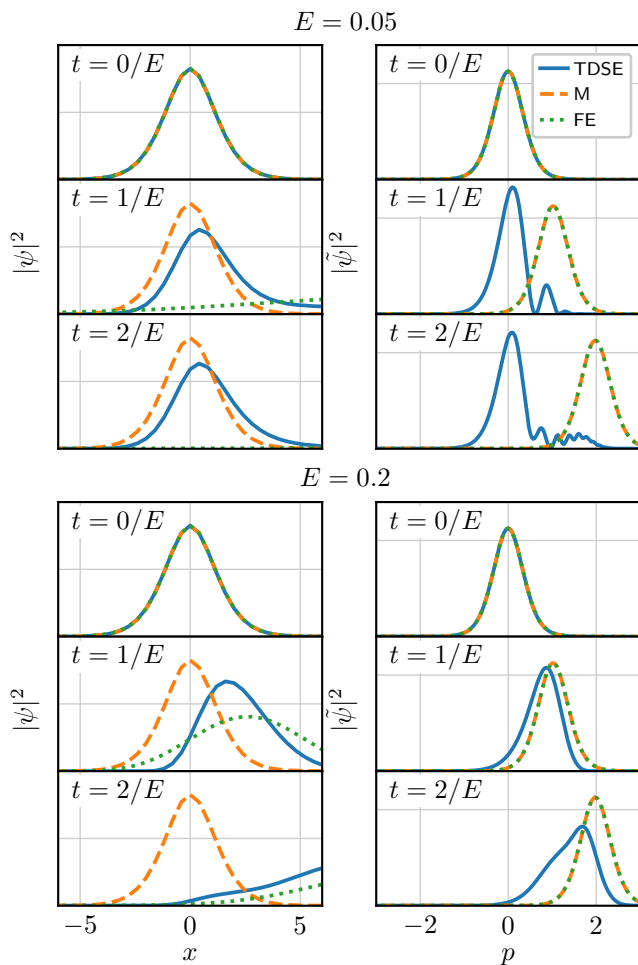 E = 0.05
t = 0/E
t = 0/E
TDSE
M
FE
t = 1/E
t = 1/E
|ψ|²
|ψ̃|²
t = 2/E
t = 2/E
E = 0.2
t = 0/E
t = 0/E
t = 1/E
t = 1/E
|ψ|²
|ψ̃|²
t = 2/E
t = 2/E
−5 0 5
−2 0 2
x
p